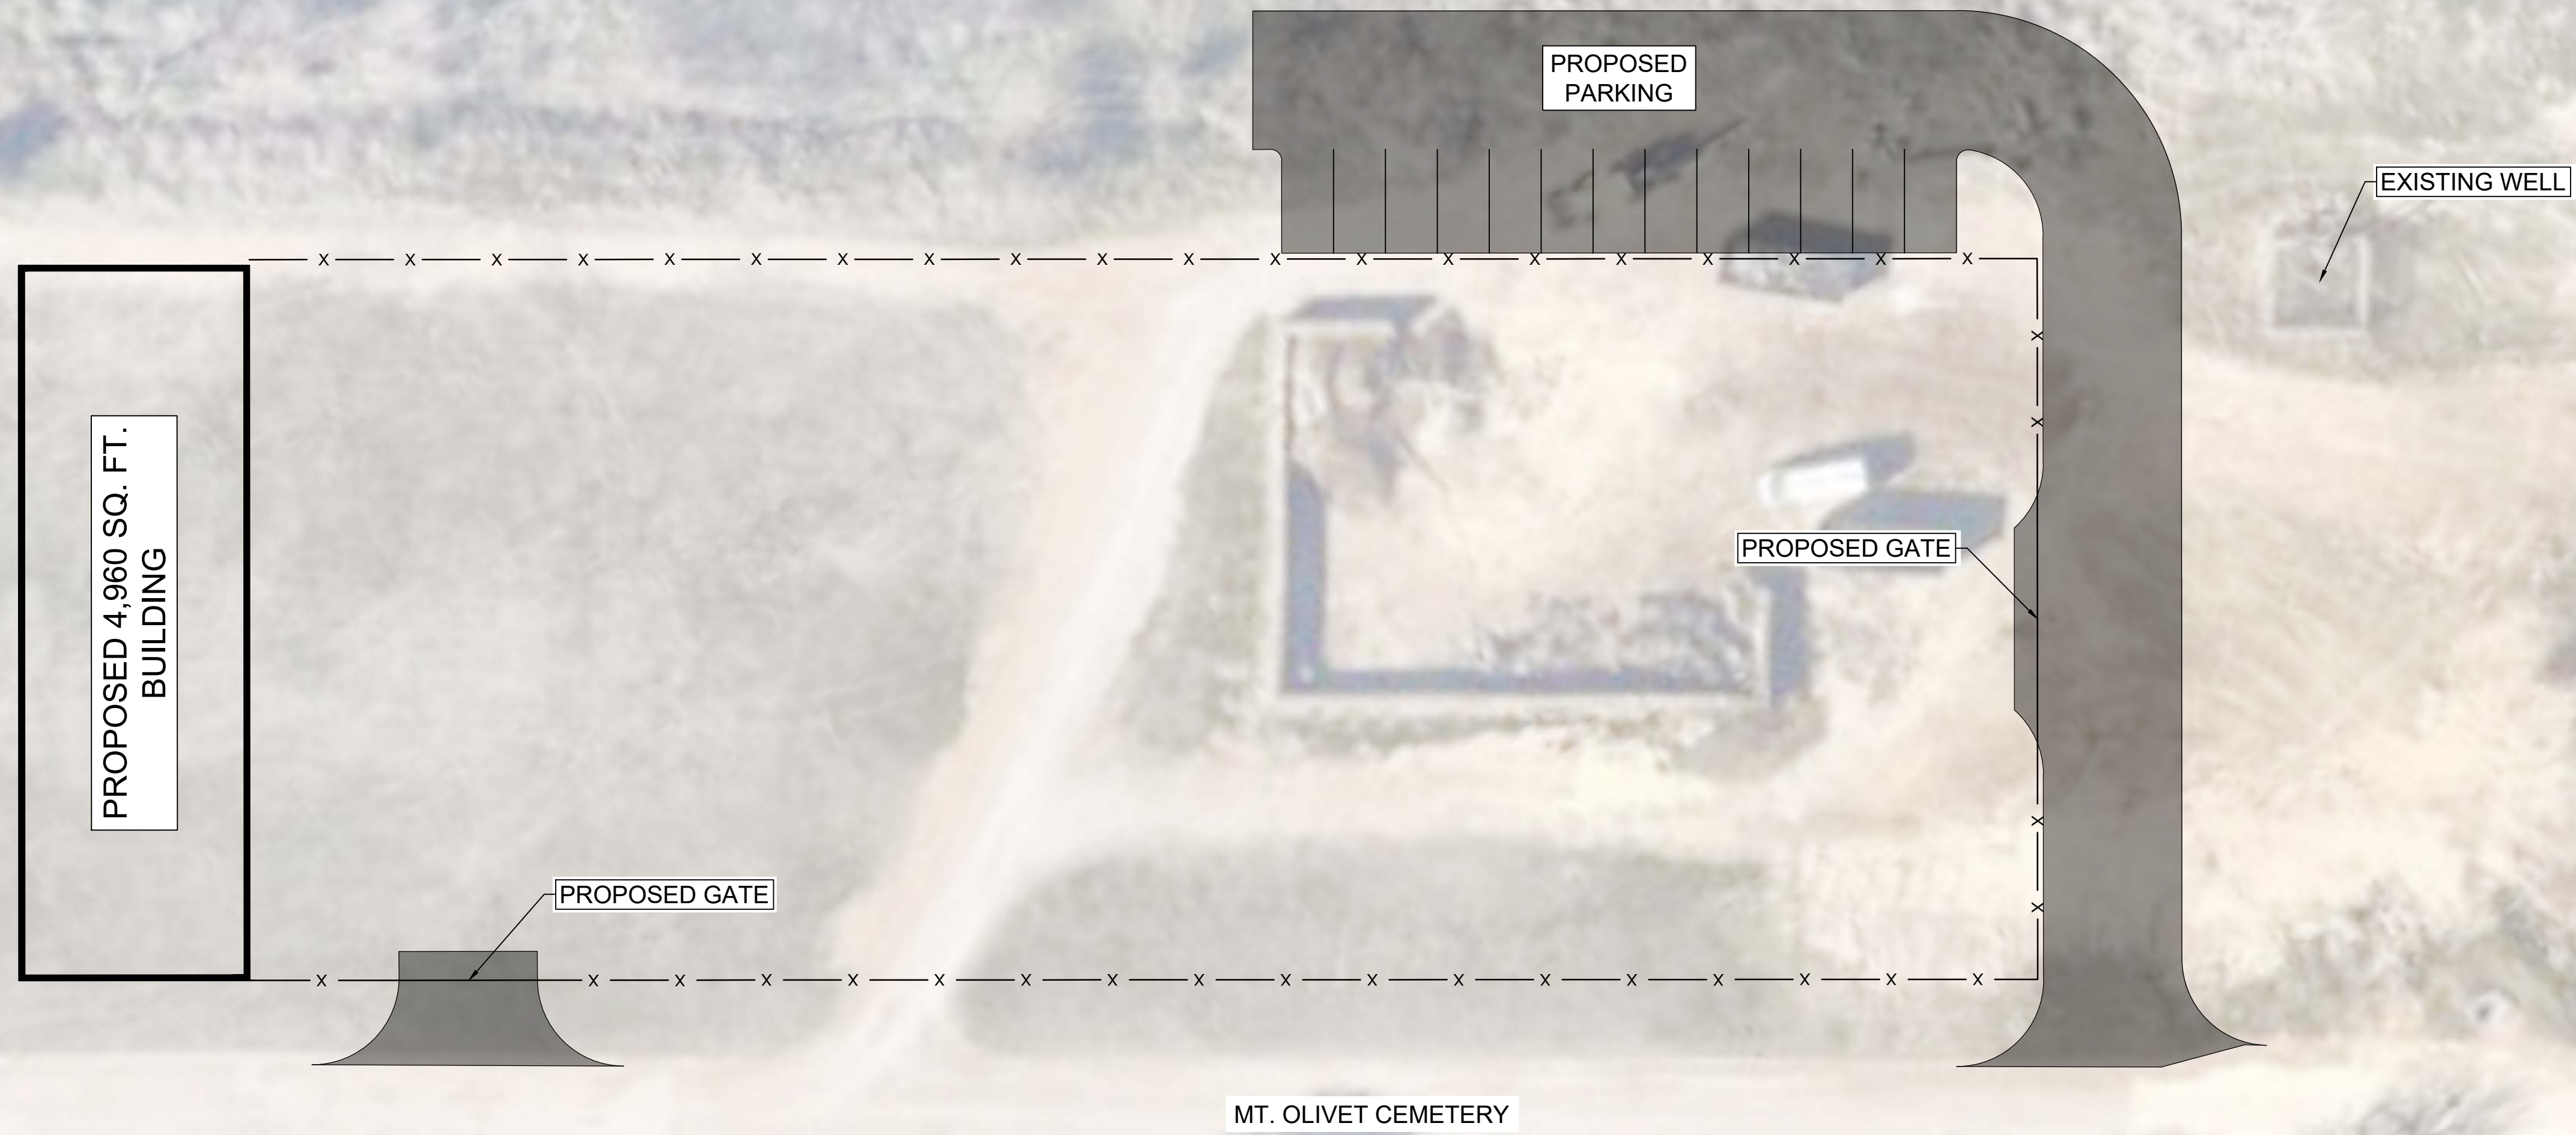 PROPOSED
PARKING
EXISTING WELL
PROPOSED 4,960 SQ. FT.
BUILDING
PROPOSED GATE
PROPOSED GATE
MT. OLIVET CEMETERY